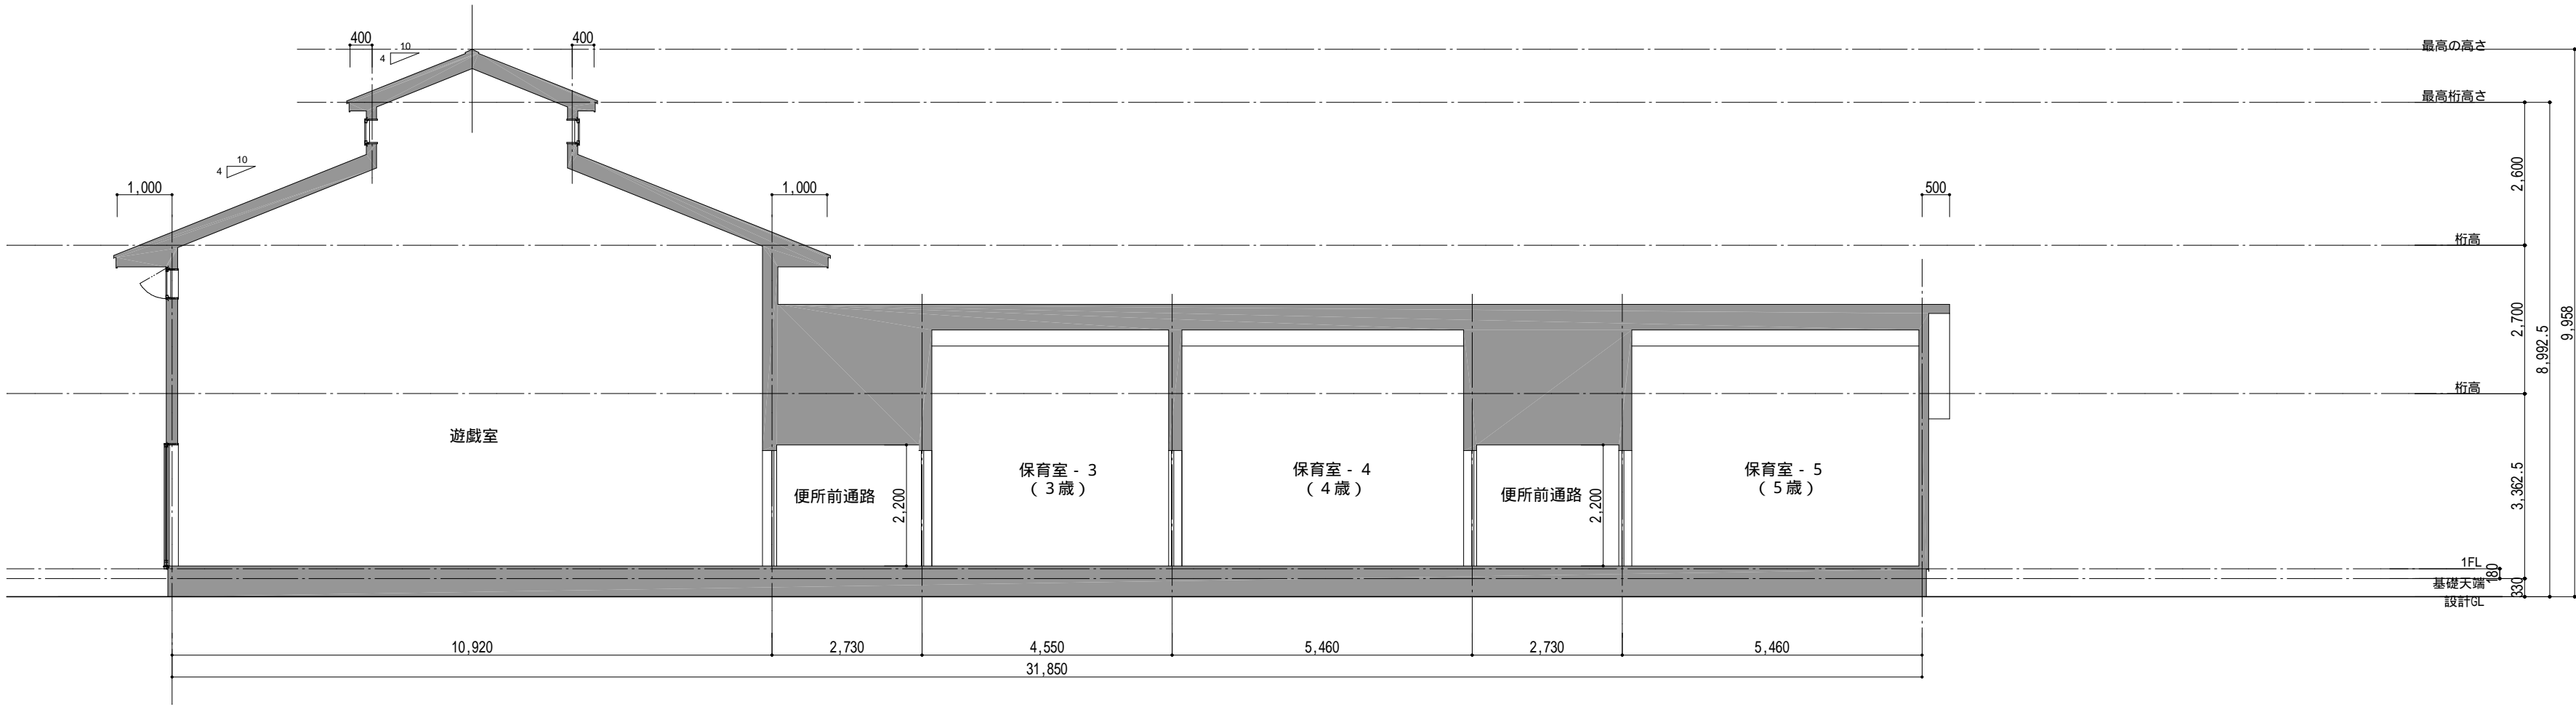 400
400
10
4
最高の高さ
最高桁高さ
10
4
1,000
1,000
500
2,600
桁高
2,700
8,992.5
9,958
桁高
遊戯室
保育室 - 3
（３歳）
保育室 - 4
（４歳）
保育室 - 5
（５歳）
便所前通路
2,200
便所前通路
2,200
3,362.5
1FL
180
基礎天端
330
設計GL
10,920
2,730
4,550
5,460
2,730
5,460
31,850